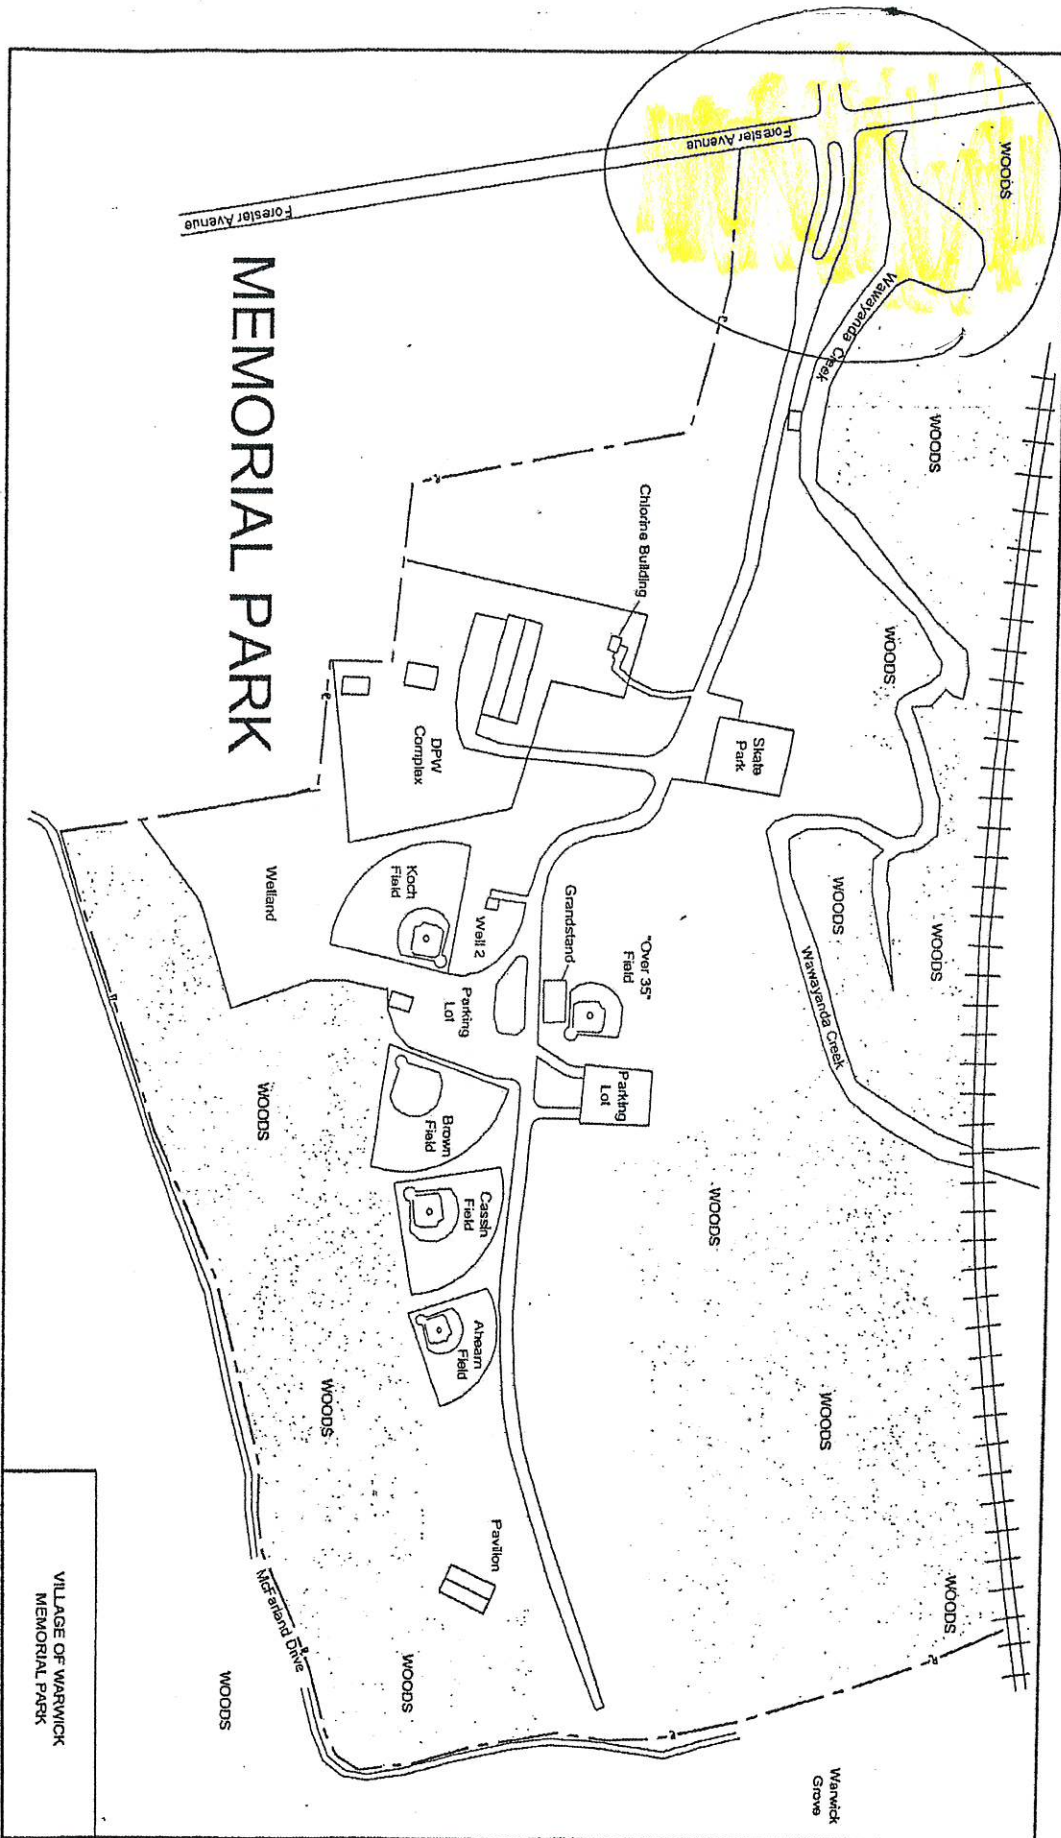 WOODS
Forester Avenue
Forester Avenue
Wawayanda Creek
MEMORIAL PARK
WOODS
Chlorine Building
WOODS
Skate
Park
DPW
Complex
WOODS
WOODS
Wetland
Koch
Field
Well 2
Grandstand
"Over 35"
Field
Wawayanda Creek
Parking
Lot
Parking
Lot
WOODS
Brown
Field
WOODS
Cassin
Field
Ahearn
Field
WOODS
WOODS
WOODS
Pavilion
McFarland Drive
WOODS
WOODS
Warwick
Grove
VILLAGE OF WARWICK
MEMORIAL PARK